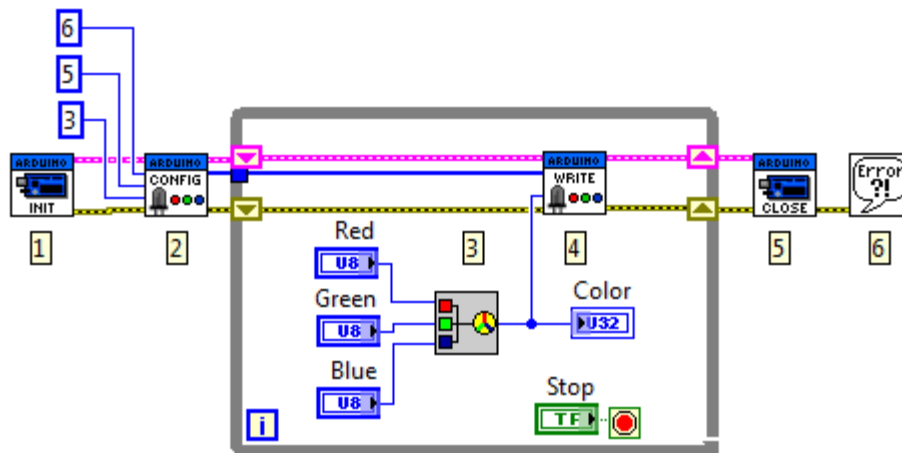 6
5
3
ARDUINO
INIT
ARDUINO
CONFIG
ARDUINO
WRITE
ARDUINO
CLOSE
Error
?!
1
2
3
4
5
6
Red
U8
Green
U8
Blue
U8
Color
U32
Stop
TF
i